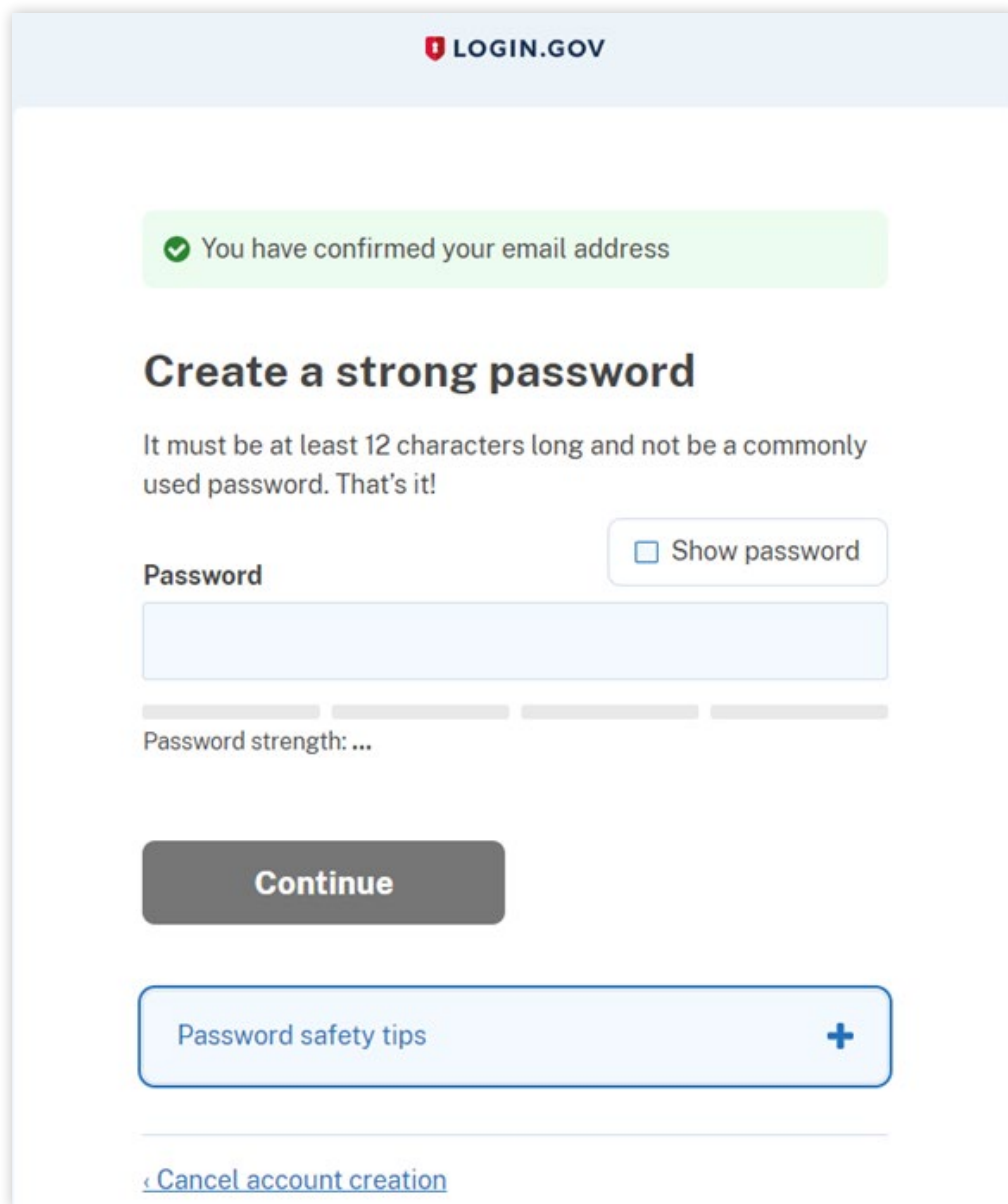 LOGIN.GOV
You have confirmed your email address
Create a strong password
It must be at least 12 characters long and not be a commonly
used password. That's it!
Show password
Password
Password strength: ...
Continue
Password safety tips
‹ Cancel account creation